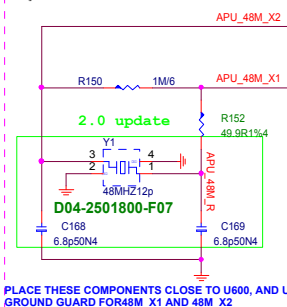 APU_48M_X2
R150
1M/6
APU_48M_X1
2.0 update
R152
49.9R1%4
Y1
3
4
2
1
APU_48M_R
48MHZ12p
D04-2501800-F07
C168
6.8p50N4
C169
6.8p50N4
PLACE THESE COMPONENTS CLOSE TO U600, AND U
GROUND GUARD FOR48M_X1 AND 48M_X2